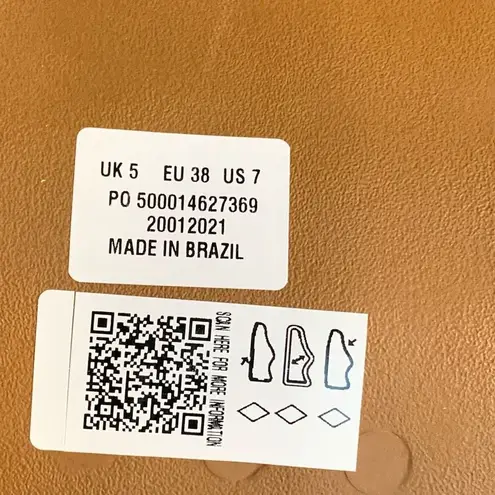 UK 5 EU 38 US 7
PO 500014627369
20012021
MADE IN BRAZIL
SCAN HERE FOR MORE INFORMATION